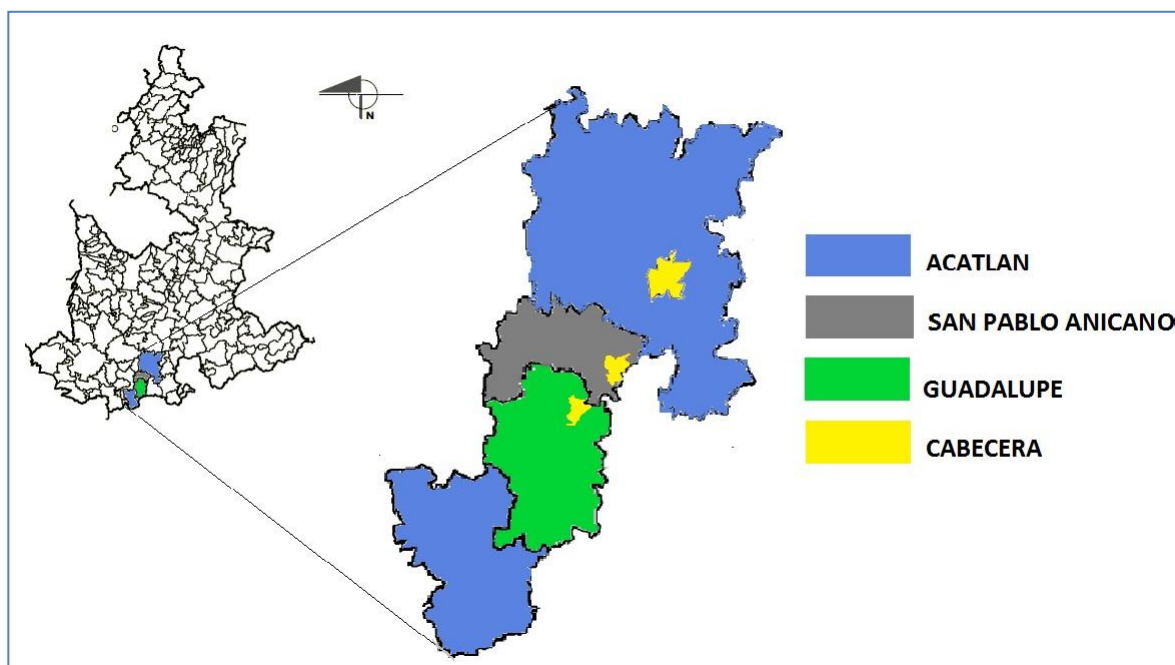 N
ACATLAN
SAN PABLO ANICANO
GUADALUPE
CABECERA